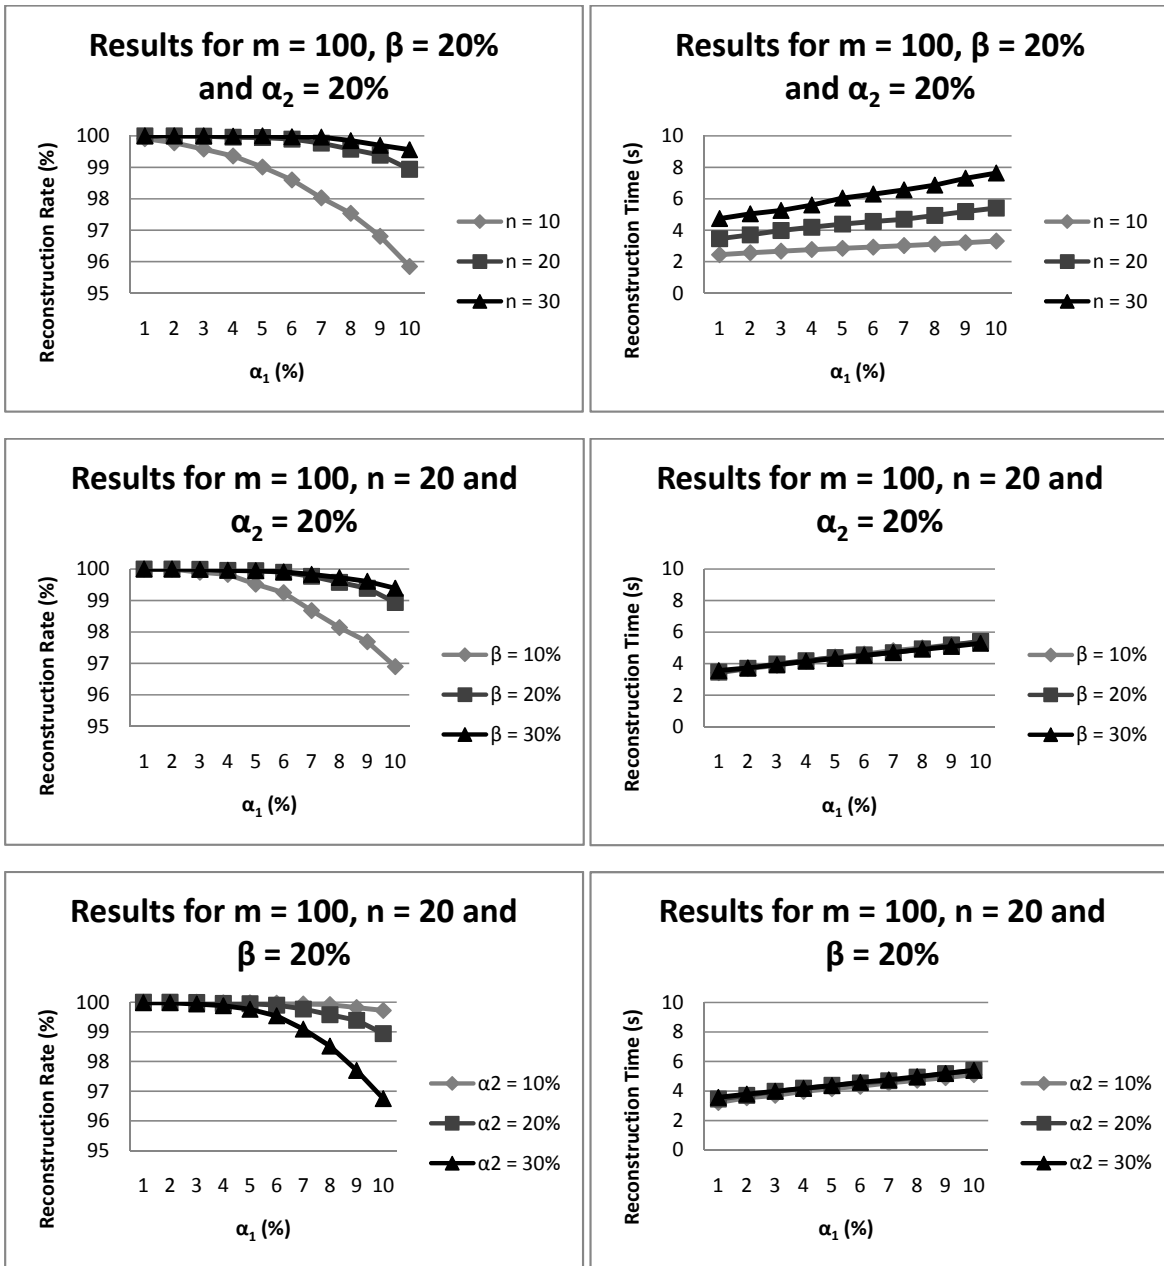 Results for m = 100, β = 20%
and α₂ = 20%
Reconstruction Rate (%)
100
99
98
97
96
95
1 2 3 4 5 6 7 8 9 10
α₁ (%)
n = 10
n = 20
n = 30
Results for m = 100, β = 20%
and α₂ = 20%
Reconstruction Time (s)
10
8
6
4
2
0
1 2 3 4 5 6 7 8 9 10
α₁ (%)
n = 10
n = 20
n = 30
Results for m = 100, n = 20 and
α₂ = 20%
Reconstruction Rate (%)
100
99
98
97
96
95
1 2 3 4 5 6 7 8 9 10
α₁ (%)
β = 10%
β = 20%
β = 30%
Results for m = 100, n = 20 and
α₂ = 20%
Reconstruction Time (s)
10
8
6
4
2
0
1 2 3 4 5 6 7 8 9 10
α₁ (%)
β = 10%
β = 20%
β = 30%
Results for m = 100, n = 20 and
β = 20%
Reconstruction Rate (%)
100
99
98
97
96
95
1 2 3 4 5 6 7 8 9 10
α₁ (%)
α2 = 10%
α2 = 20%
α2 = 30%
Results for m = 100, n = 20 and
β = 20%
Reconstruction Time (s)
10
8
6
4
2
0
1 2 3 4 5 6 7 8 9 10
α₁ (%)
α2 = 10%
α2 = 20%
α2 = 30%